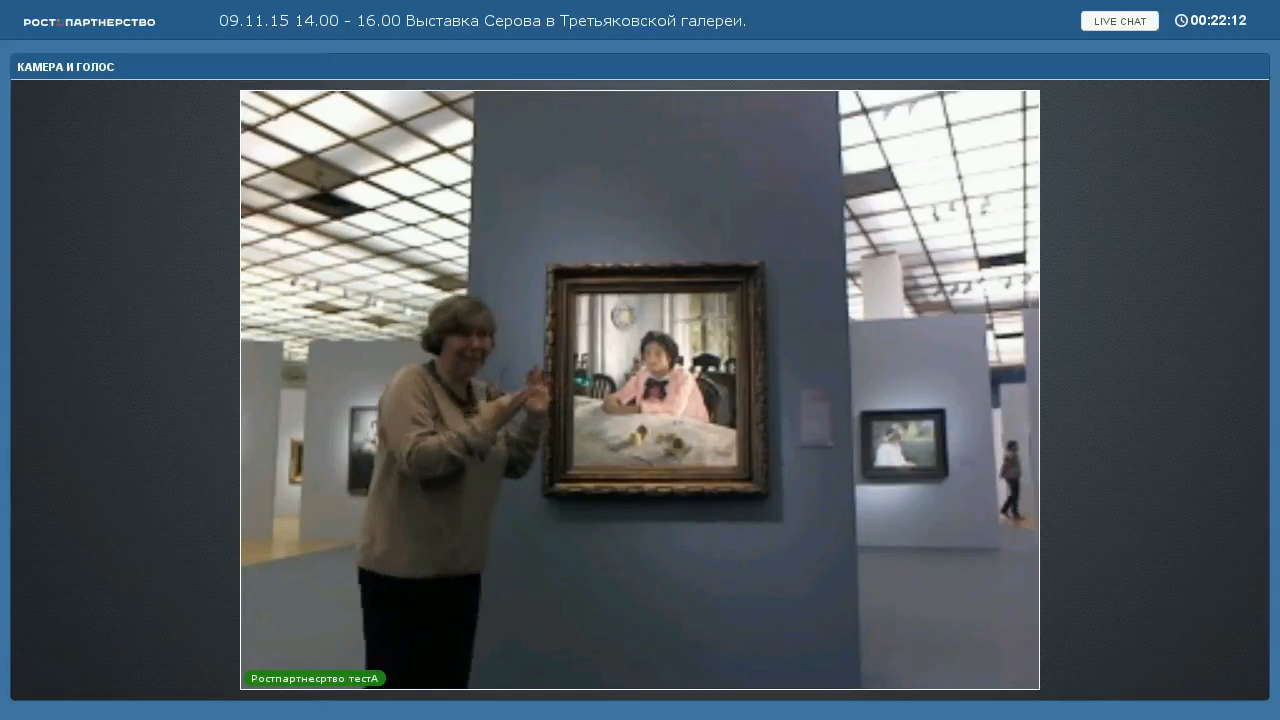 РОСТ ПАРТНЕРСТВО
09.11.15 14.00 - 16.00 Выставка Серова в Третьяковской галереи.
LIVE CHAT
00:22:12
КАМЕРА И ГОЛОС
Ростпартнесртво тестА